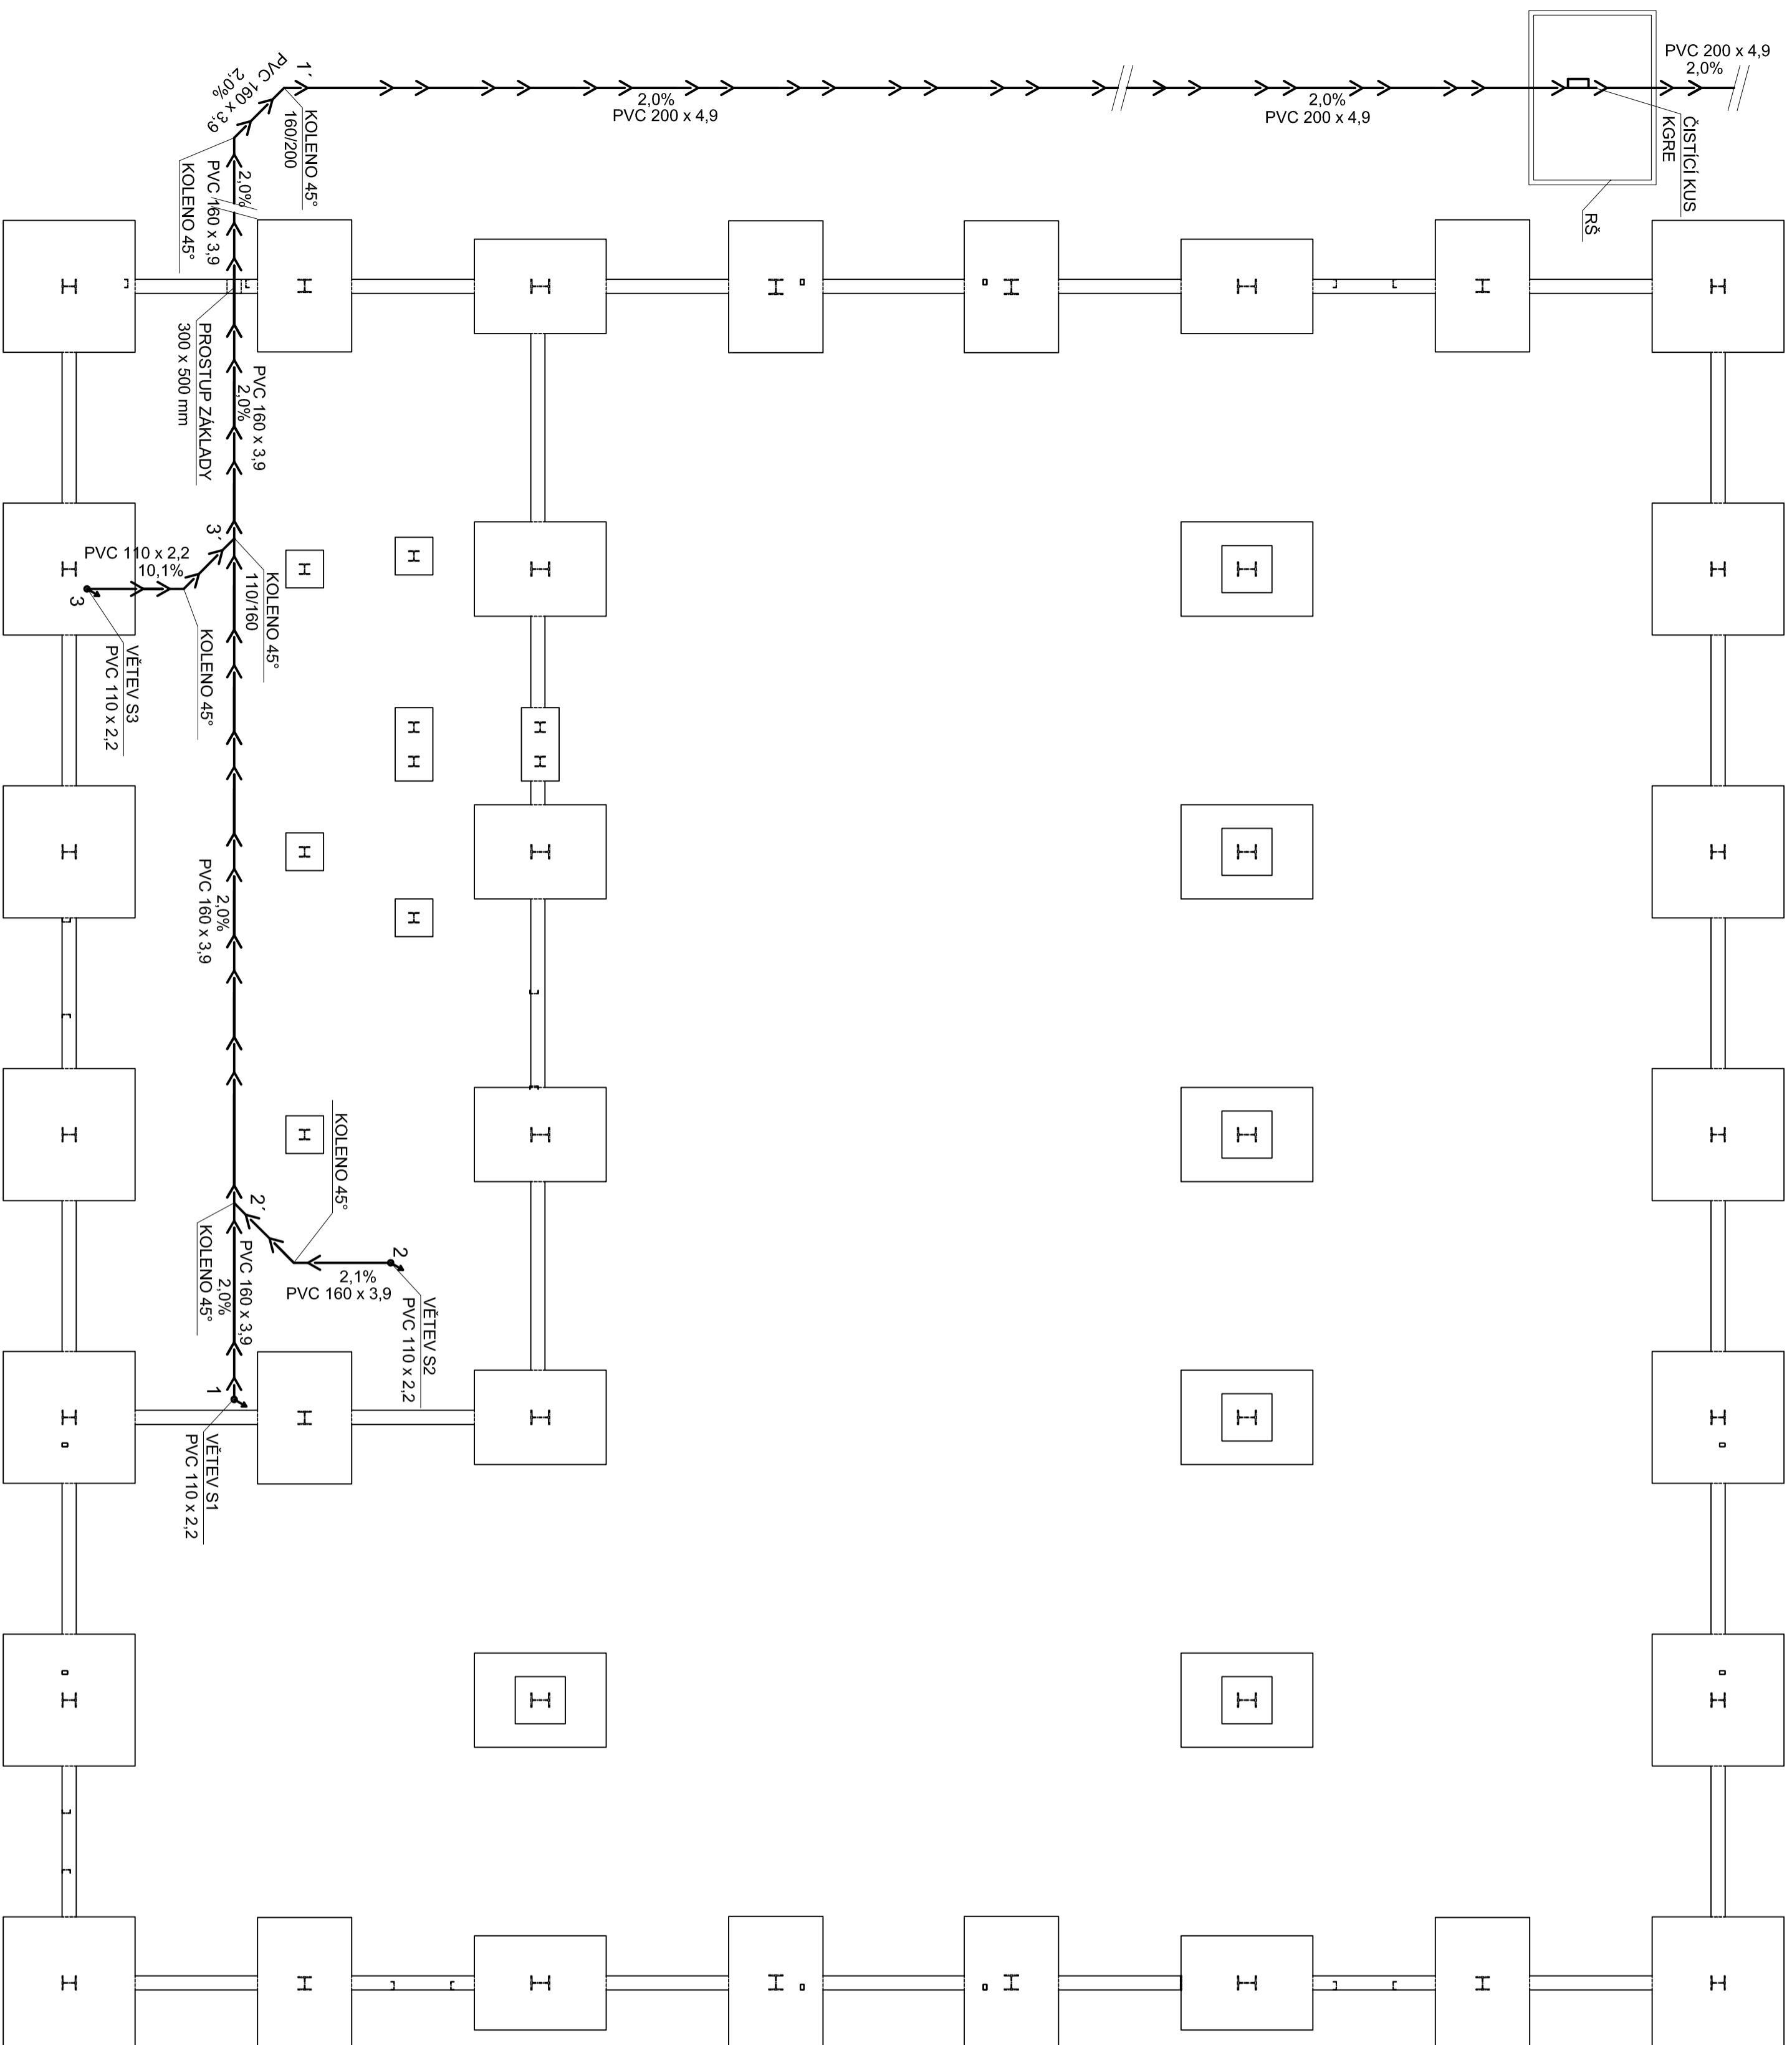 PVC 200 x 4,9
2,0%
2,0%
PVC 200 x 4,9
2,0%
PVC 200 x 4,9
ČISTÍCÍ KUS
KGRE
RŠ
1´
PVC 160 x 3,9
2,0%
KOLENO 45°
160/200
2,0%
PVC 160 x 3,9
KOLENO 45°
PROSTUP ZÁKLADY
300 x 500 mm
PVC 160 x 3,9
2,0%
3´
KOLENO 45°
110/160
PVC 110 x 2,2
10,1%
3
KOLENO 45°
VĚTEV S3
PVC 110 x 2,2
2,0%
PVC 160 x 3,9
KOLENO 45°
2´
2
2,1%
PVC 160 x 3,9
VĚTEV S2
PVC 110 x 2,2
KOLENO 45°
PVC 160 x 3,9
2,0%
1
VĚTEV S1
PVC 110 x 2,2